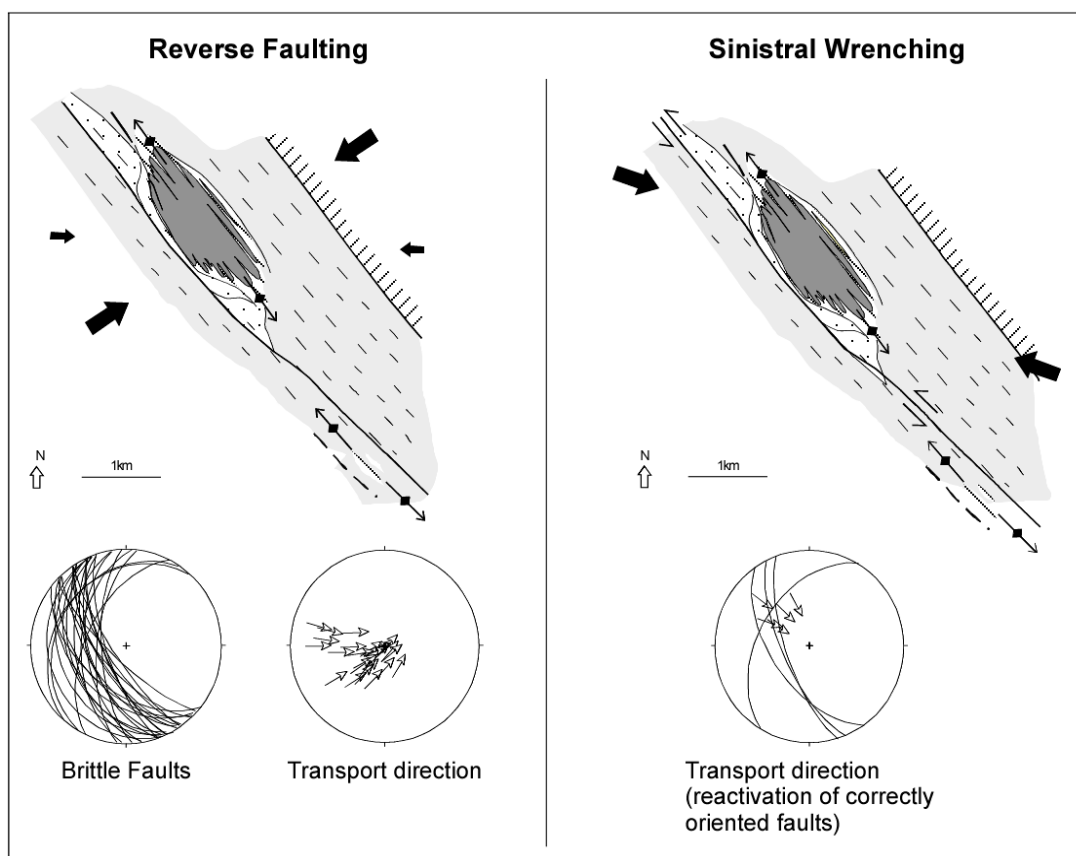 Reverse Faulting
N
1km
Brittle Faults
Transport direction
Sinistral Wrenching
N
1km
Transport direction
(reactivation of correctly
oriented faults)